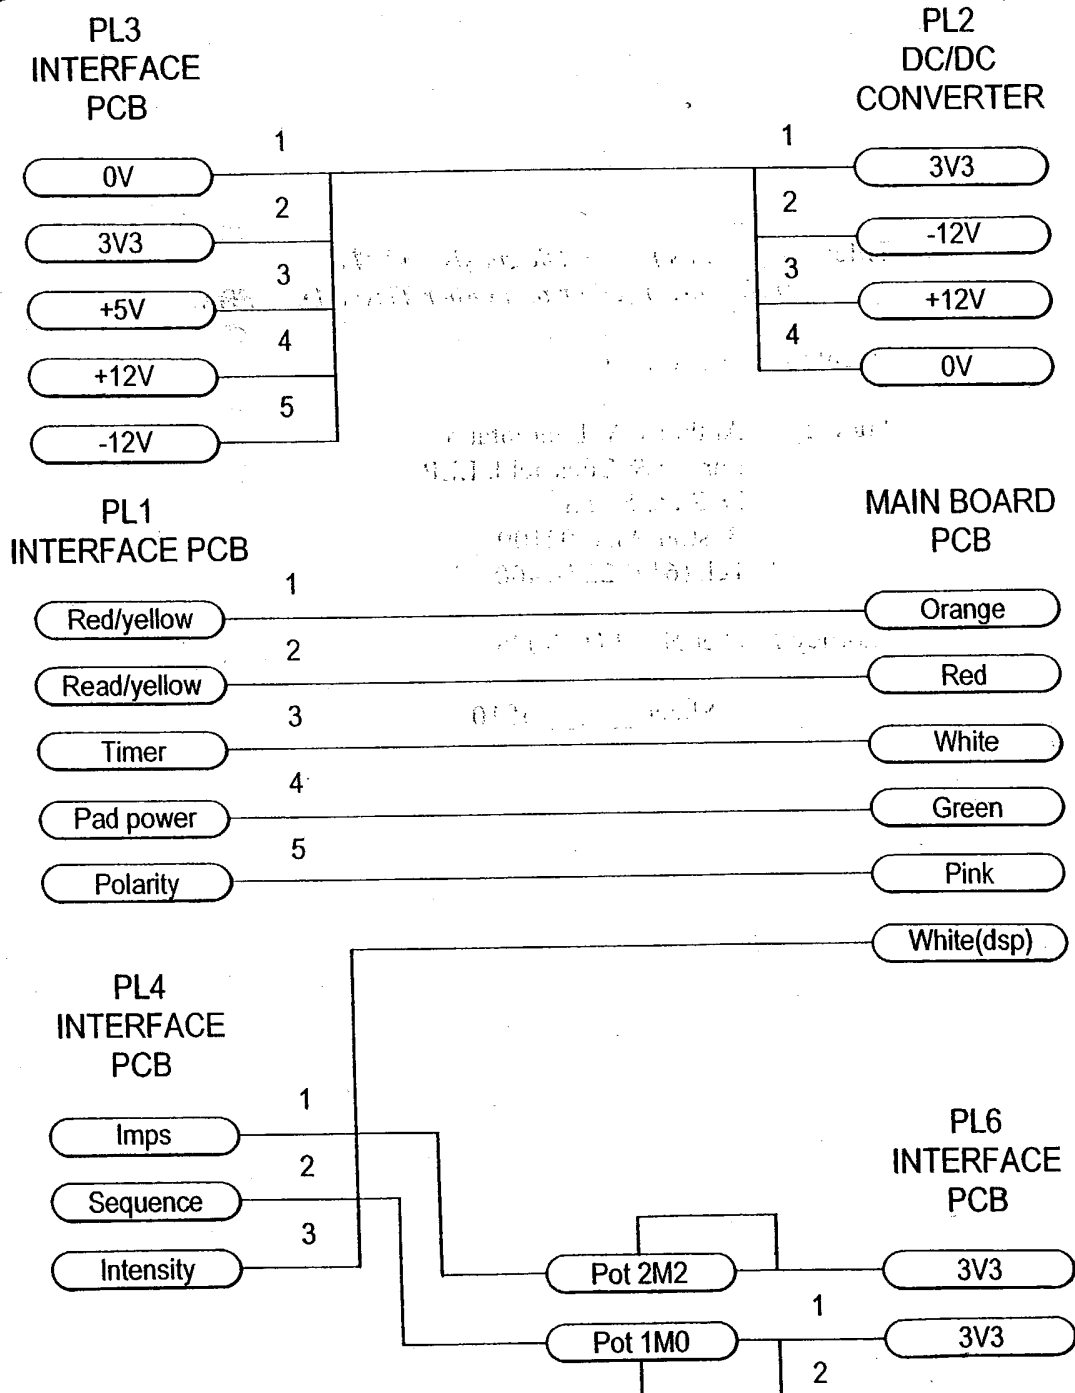 PL3
INTERFACE
PCB
PL2
DC/DC
CONVERTER
1
1
0V
3V3
2
2
3V3
-12V
3
3
+5V
+12V
4
4
+12V
0V
5
-12V
PL1
INTERFACE PCB
MAIN BOARD
PCB
1
Red/yellow
Orange
2
Read/yellow
Red
3
Timer
White
4
Pad power
Green
5
Polarity
Pink
White(dsp)
PL4
INTERFACE
PCB
1
Imps
2
Sequence
3
Intensity
PL6
INTERFACE
PCB
Pot 2M2
3V3
1
Pot 1M0
3V3
2